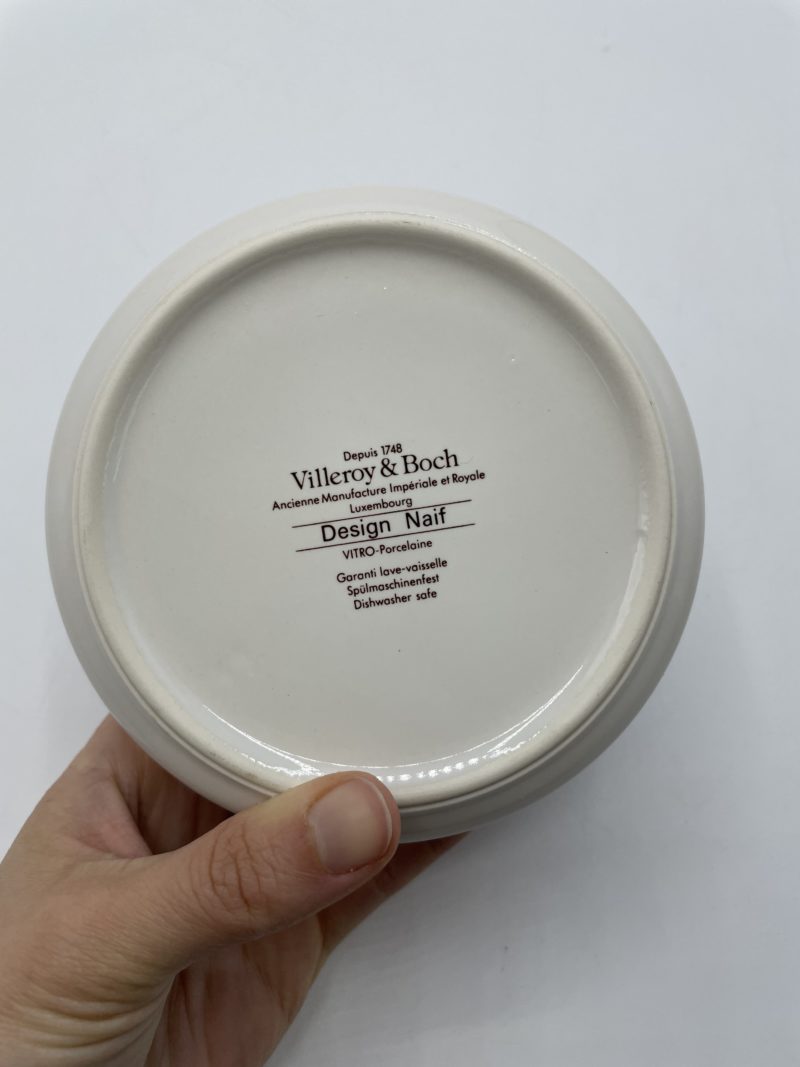 Depuis 1748
Villeroy & Boch
Ancienne Manufacture Impériale et Royale
Luxembourg
Design Naif
VITRO-Porcelaine
Garanti lave-vaisselle
Spülmaschinenfest
Dishwasher safe